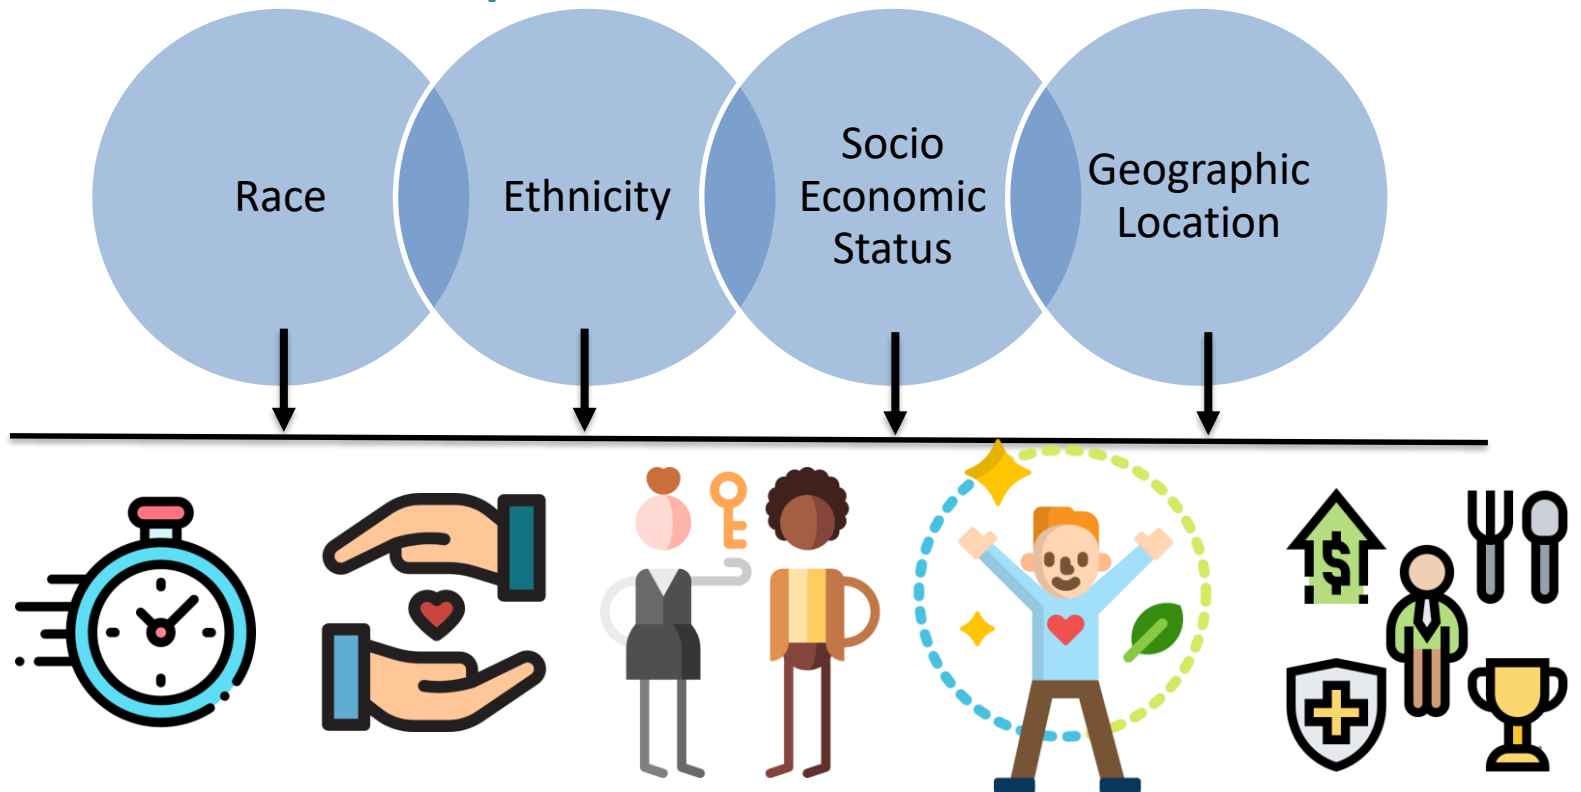 Race
Ethnicity
Socio
Economic
Status
Geographic
Location
$